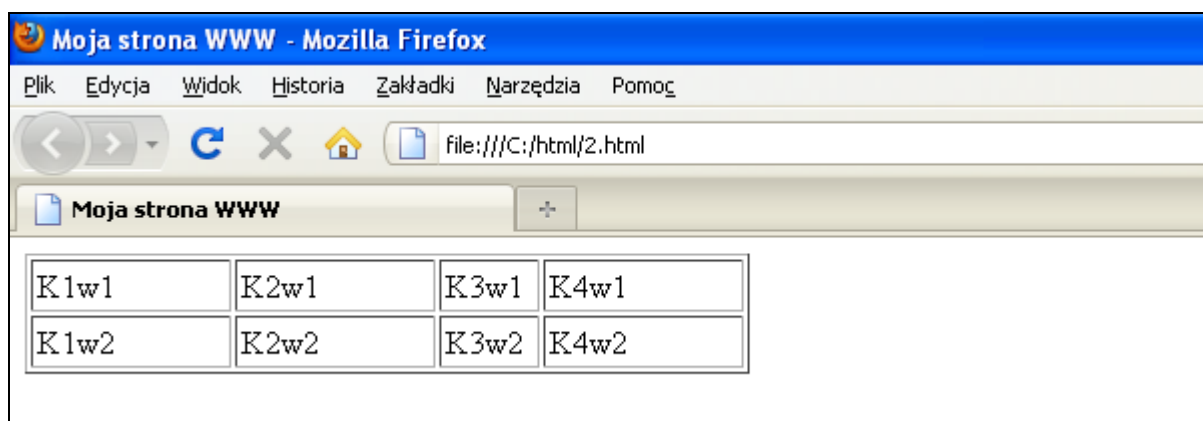 Moja strona WWW - Mozilla Firefox
Plik Edycja Widok Historia Zakładki Narzędzia Pomoc
file:///C:/html/2.html
Moja strona WWW
K1w1 K2w1 K3w1 K4w1
K1w2 K2w2 K3w2 K4w2